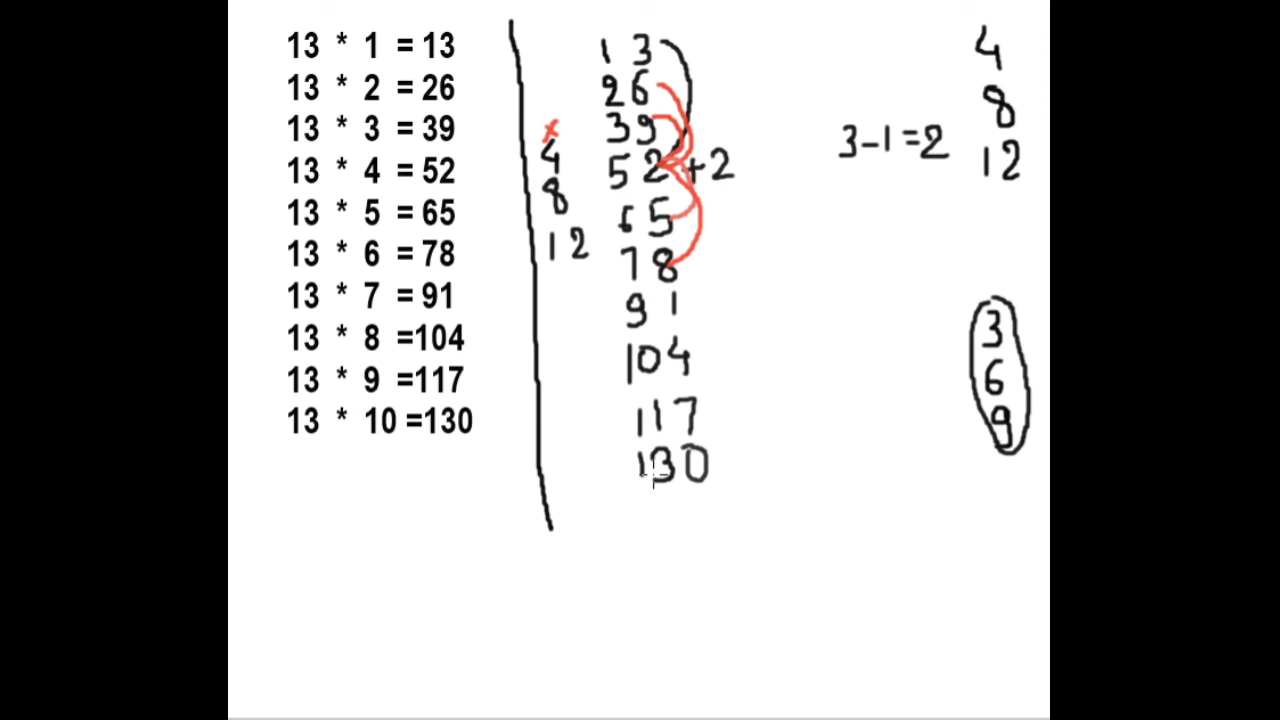 13 * 1 = 13
13 * 2 = 26
13 * 3 = 39
13 * 4 = 52
13 * 5 = 65
13 * 6 = 78
13 * 7 = 91
13 * 8 =104
13 * 9 =117
13 * 10 =130
x
4
8
12
13
26
39
52 +2
65
78
91
104
117
130
3-1=2
4
8
12
3
6
9